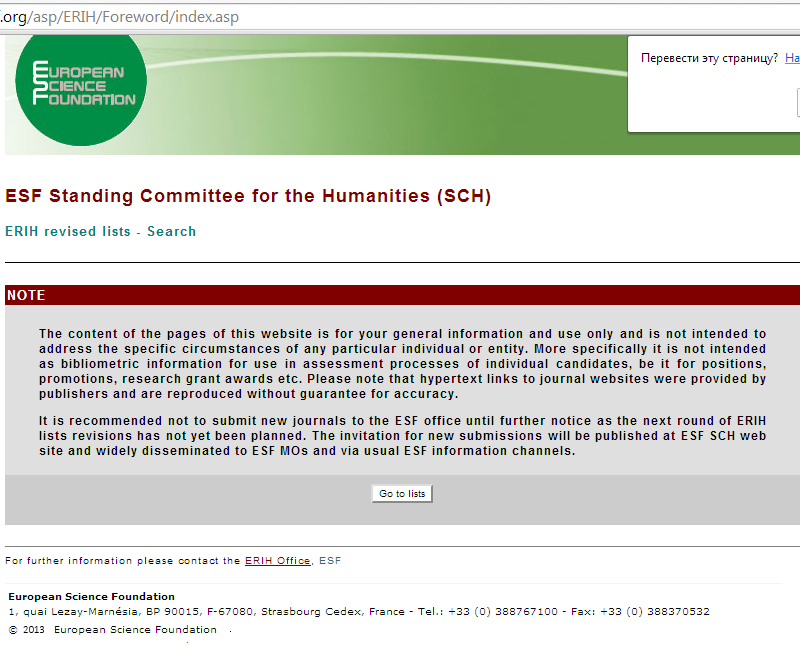 .org/asp/ERIH/Foreword/index.asp
EUROPEAN
SCIENCE
FOUNDATION
Перевести эту страницу? На
ESF Standing Committee for the Humanities (SCH)
ERIH revised lists - Search
NOTE
The content of the pages of this website is for your general information and use only and is not intended to
address the specific circumstances of any particular individual or entity. More specifically it is not intended
as bibliometric information for use in assessment processes of individual candidates, be it for positions,
promotions, research grant awards etc. Please note that hypertext links to journal websites were provided by
publishers and are reproduced without guarantee for accuracy.
It is recommended not to submit new journals to the ESF office until further notice as the next round of ERIH
lists revisions has not yet been planned. The invitation for new submissions will be published at ESF SCH web
site and widely disseminated to ESF MOs and via usual ESF information channels.
Go to lists
For further information please contact the ERIH Office, ESF
European Science Foundation
1, quai Lezay-Marnésia, BP 90015, F-67080, Strasbourg Cedex, France - Tel.: +33 (0) 388767100 - Fax: +33 (0) 388370532
© 2013 European Science Foundation .